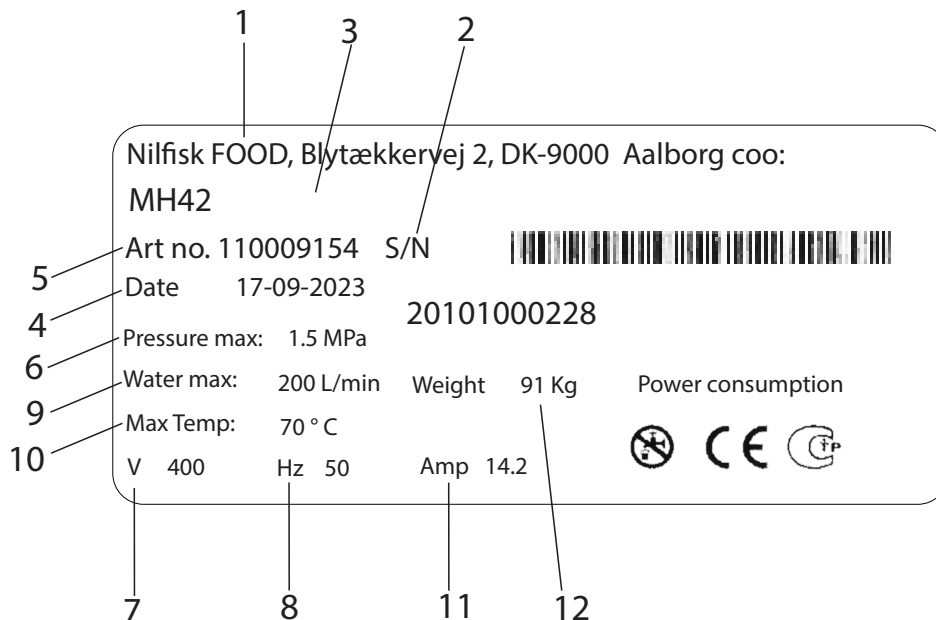 1
3
2
Nilfisk FOOD, Blytækkervej 2, DK-9000 Aalborg coo:
MH42
5
Art no. 110009154 S/N
4
Date 17-09-2023
20101000228
6
Pressure max: 1.5 MPa
9
Water max: 200 L/min Weight 91 Kg Power consumption
10
Max Temp: 70 ° C
V 400 Hz 50 Amp 14.2
CE
7
8
11
12